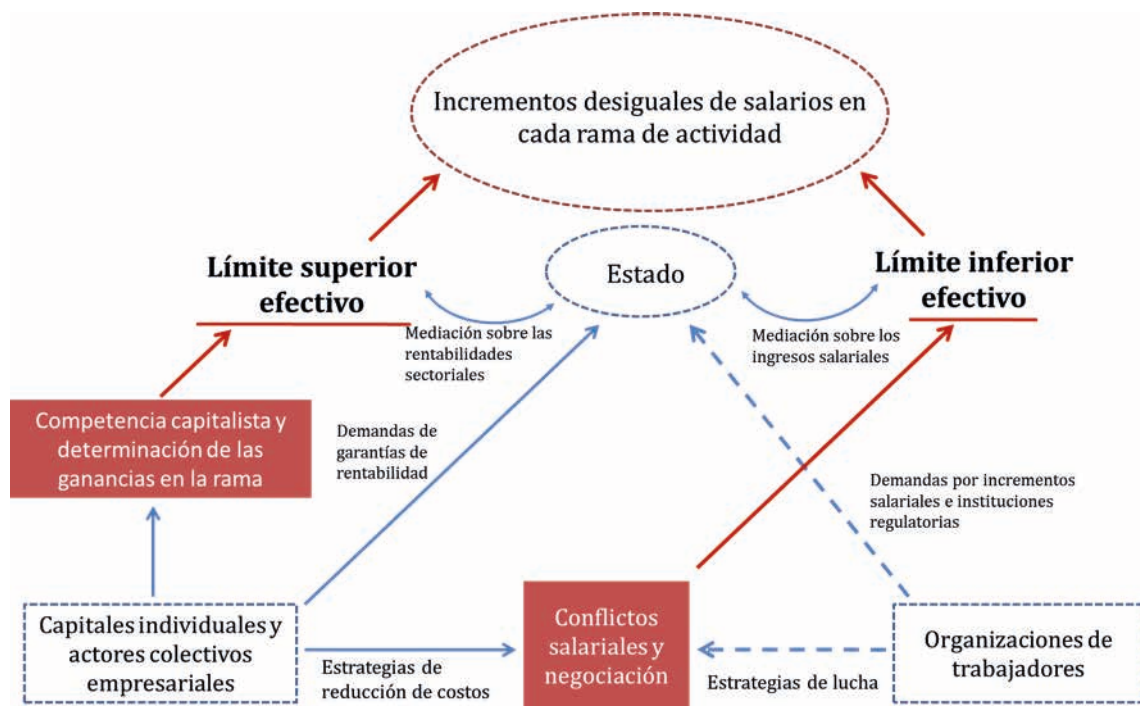 Incrementos desiguales de salarios en
cada rama de actividad
Límite superior
efectivo
Estado
Límite inferior
efectivo
Mediación sobre las
rentabilidades
sectoriales
Mediación sobre los
ingresos salariales
Competencia capitalista y
determinación de las
ganancias en la rama
Demandas de
garantías de
rentabilidad
Demandas por incrementos
salariales e instituciones
regulatorias
Capitales individuales y
actores colectivos
empresariales
Estrategias de
reducción de costos
Conflictos
salariales y
negociación
Estrategias de lucha
Organizaciones de
trabajadores